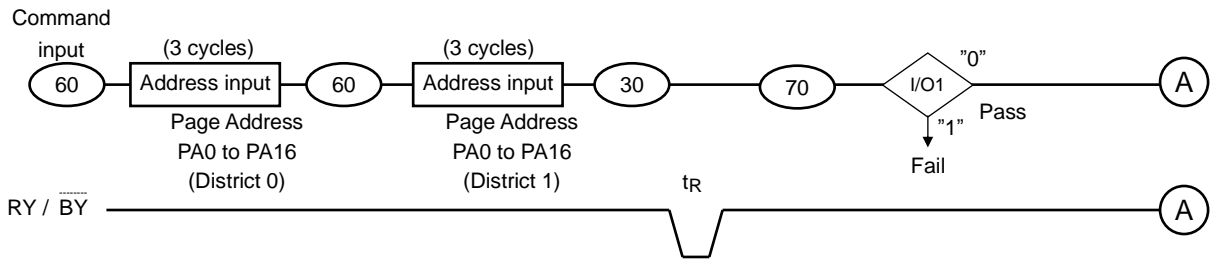 Command
input
(3 cycles)
(3 cycles)
"0"
60
Address input
60
Address input
30
70
I/O1
A
Page Address
PA0 to PA16
(District 0)
Page Address
PA0 to PA16
(District 1)
"1"
Pass
Fail
tR
RY / BY
A